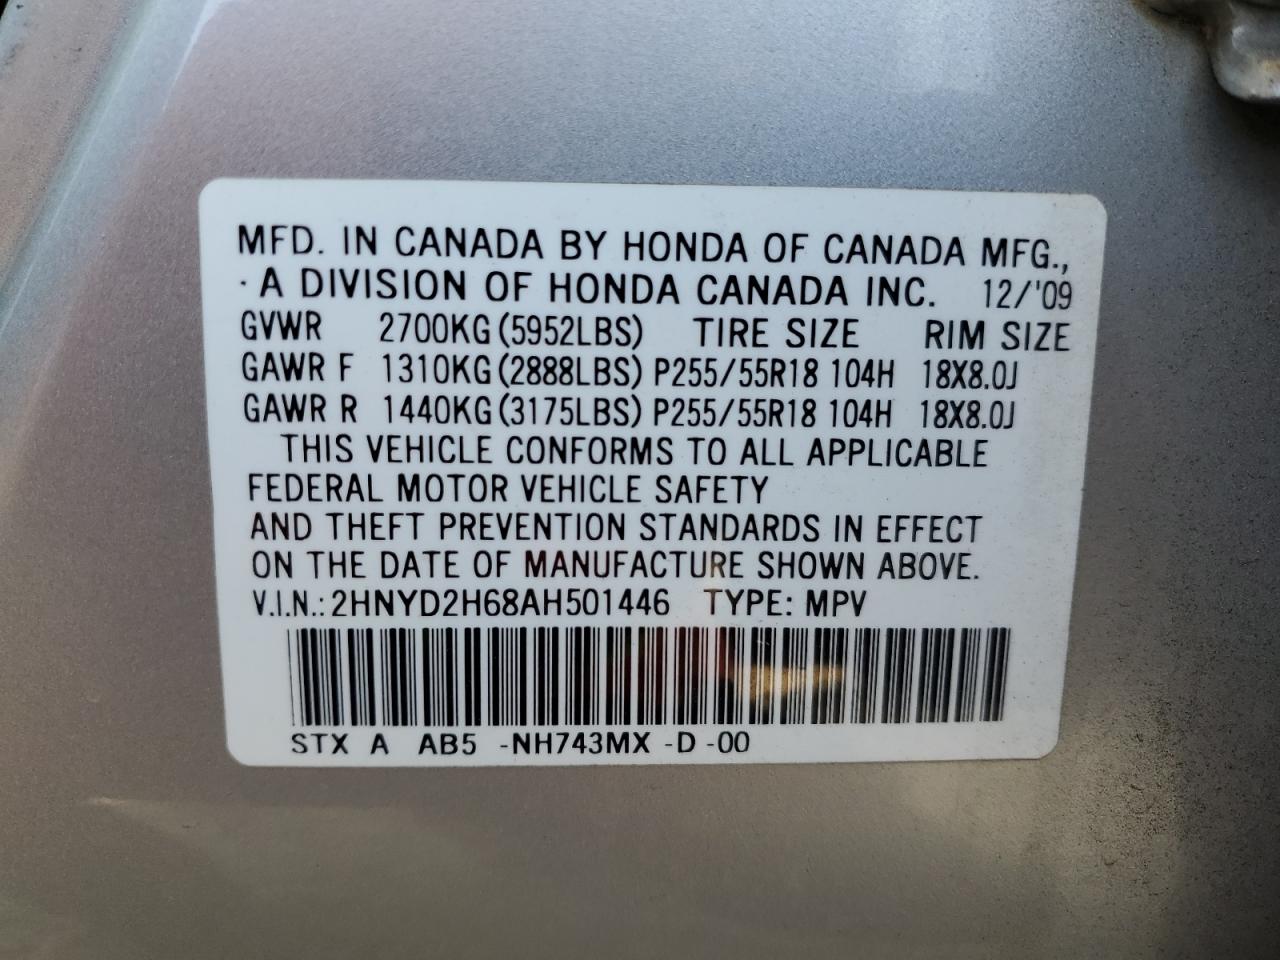 MFD. IN CANADA BY HONDA OF CANADA MFG.,
· A DIVISION OF HONDA CANADA INC. 12/'09
GVWR 2700KG(5952LBS) TIRE SIZE RIM SIZE
GAWR F 1310KG(2888LBS) P255/55R18 104H 18X8.0J
GAWR R 1440KG(3175LBS) P255/55R18 104H 18X8.0J
THIS VEHICLE CONFORMS TO ALL APPLICABLE
FEDERAL MOTOR VEHICLE SAFETY
AND THEFT PREVENTION STANDARDS IN EFFECT
ON THE DATE OF MANUFACTURE SHOWN ABOVE.
V.I.N.: 2HNYD2H68AH501446 TYPE: MPV
STX A AB5 -NH743MX -D -00